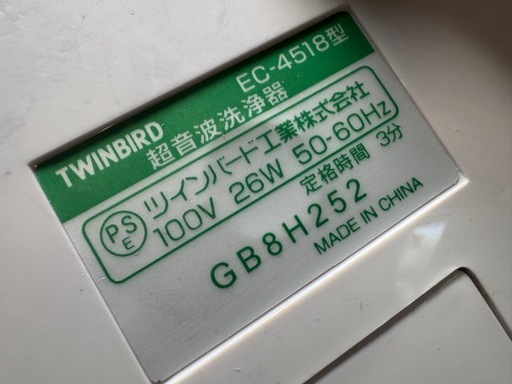 TWINBIRD EC-4518型
超音波洗浄器
PSE ツインバード工業株式会社
100V 26W 50-60Hz
定格時間 3分
GB8H252
MADE IN CHINA